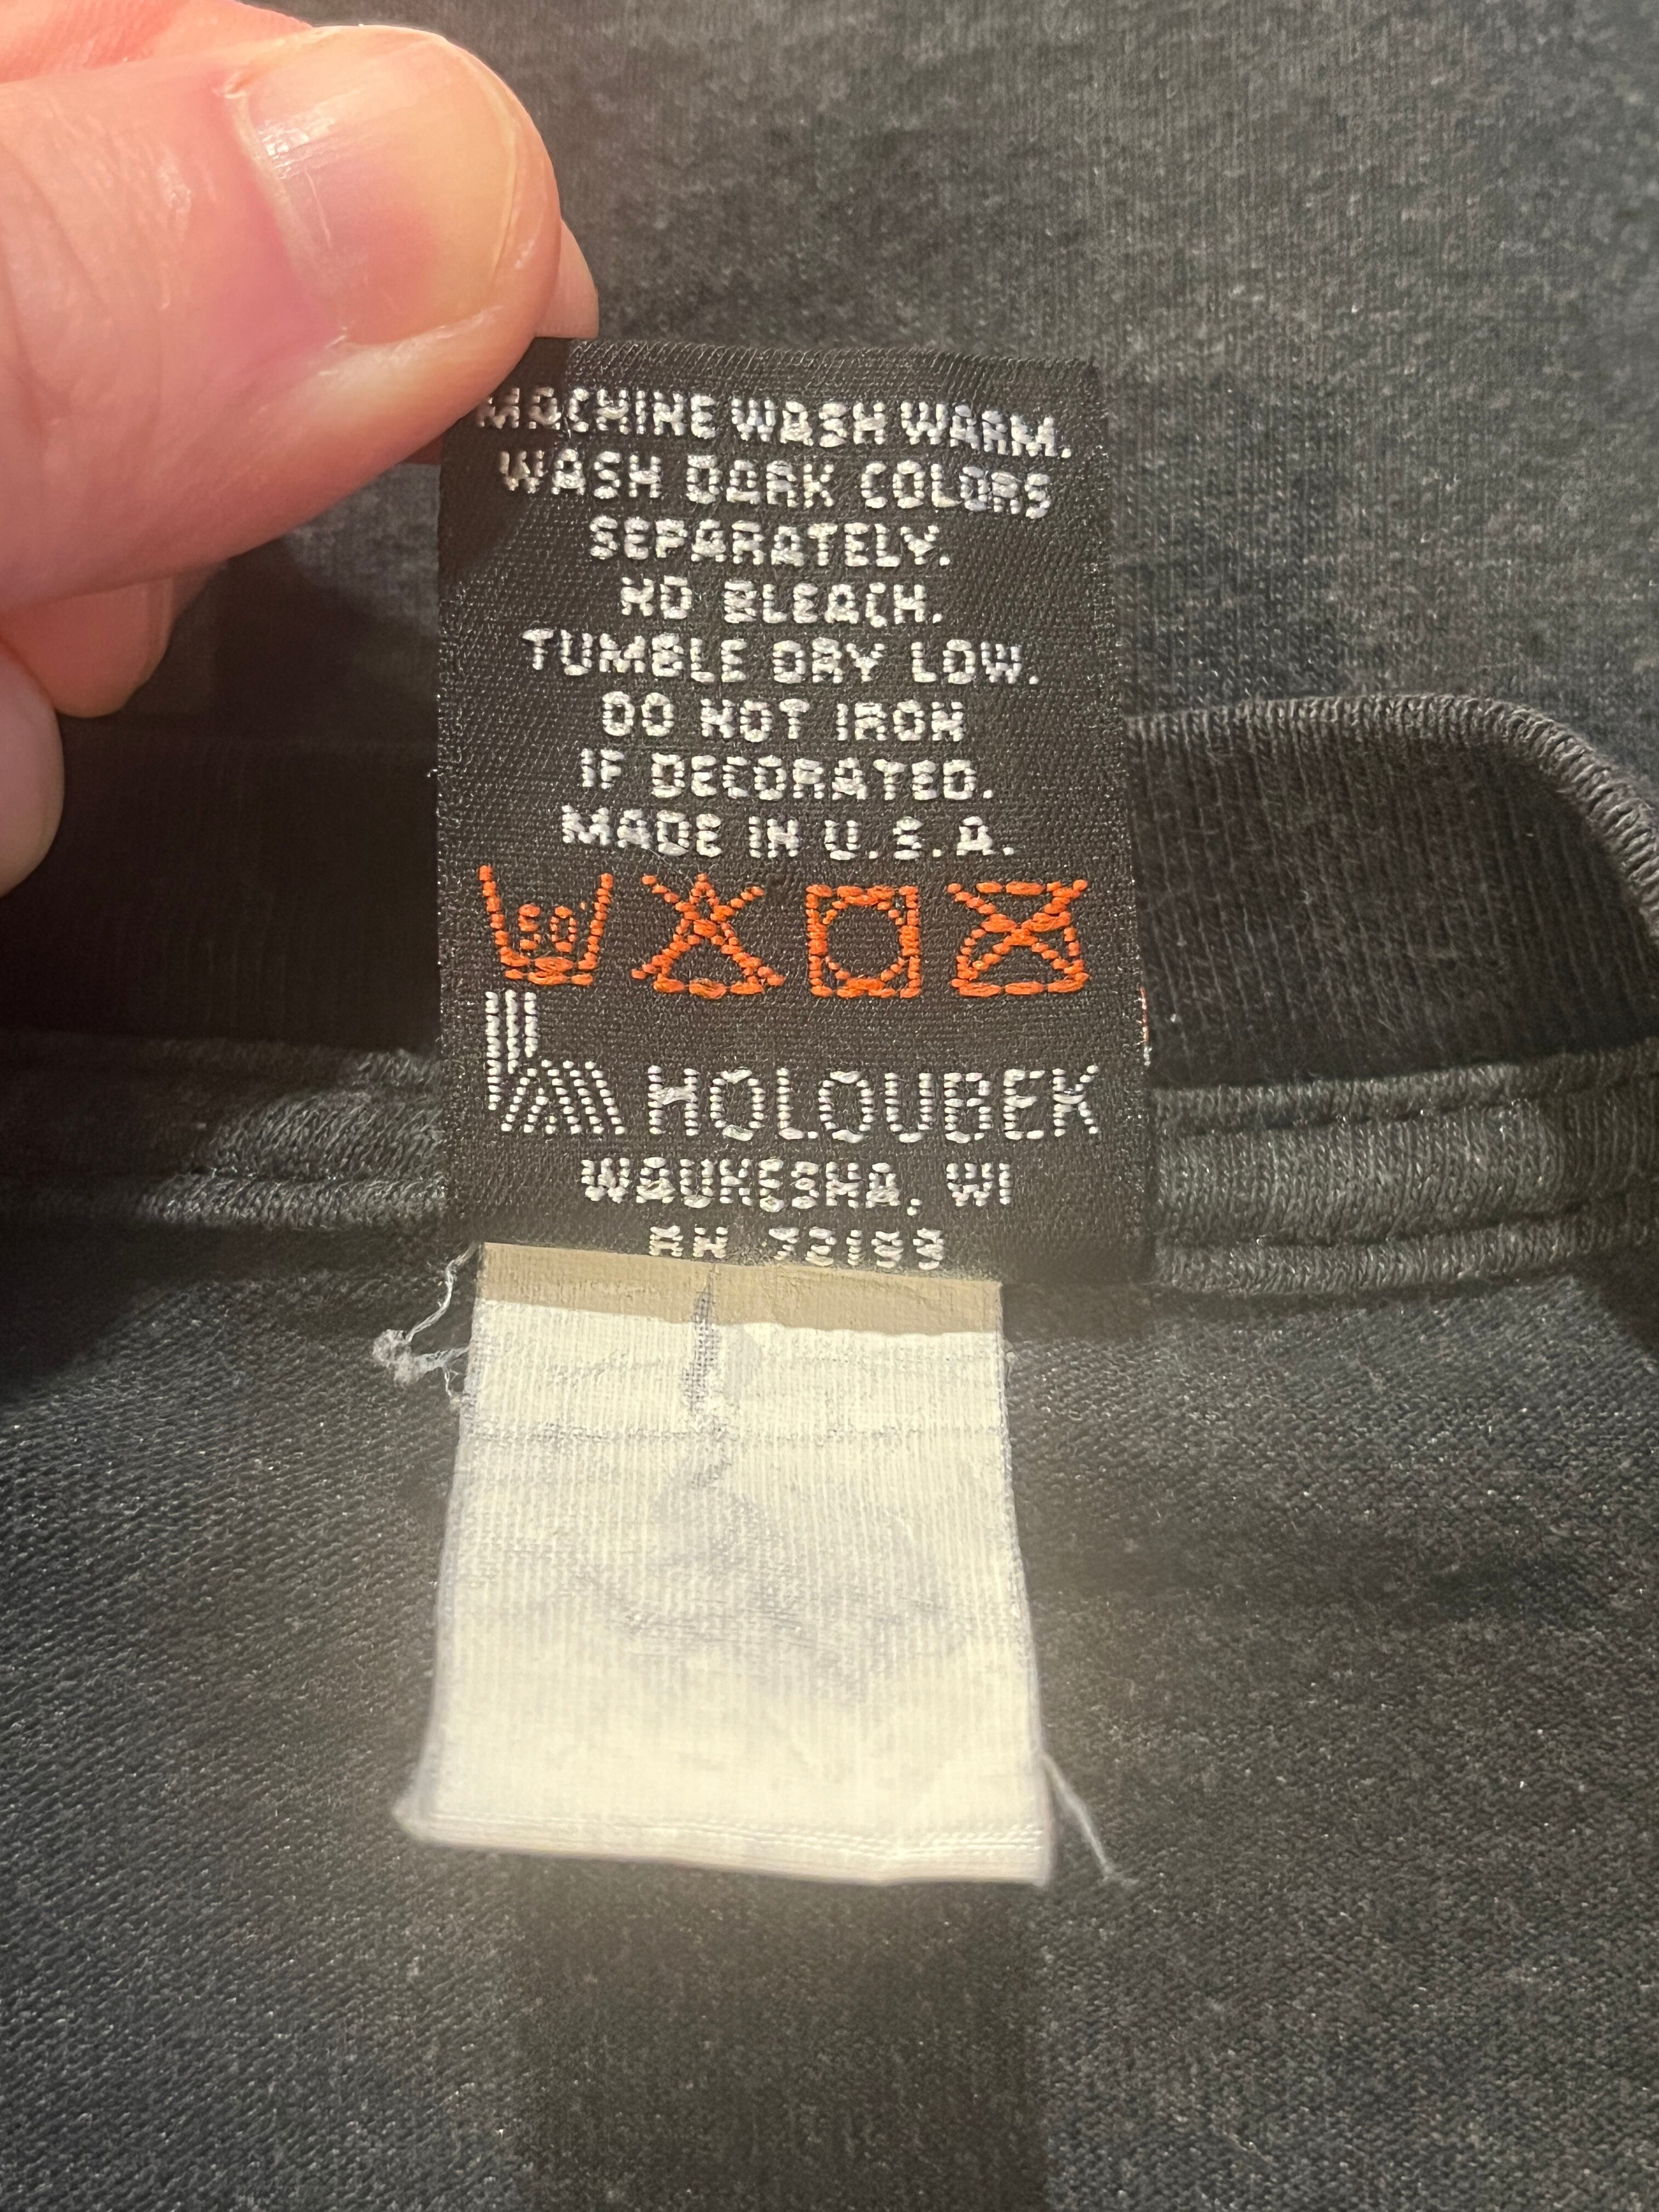 MACHINE WASH WARM.
WASH DARK COLORS
SEPARATELY.
NO BLEACH.
TUMBLE DRY LOW.
DO NOT IRON
IF DECORATED.
MADE IN U.S.A.
50°
HOLOUBEK
WAUKESHA, WI
RN